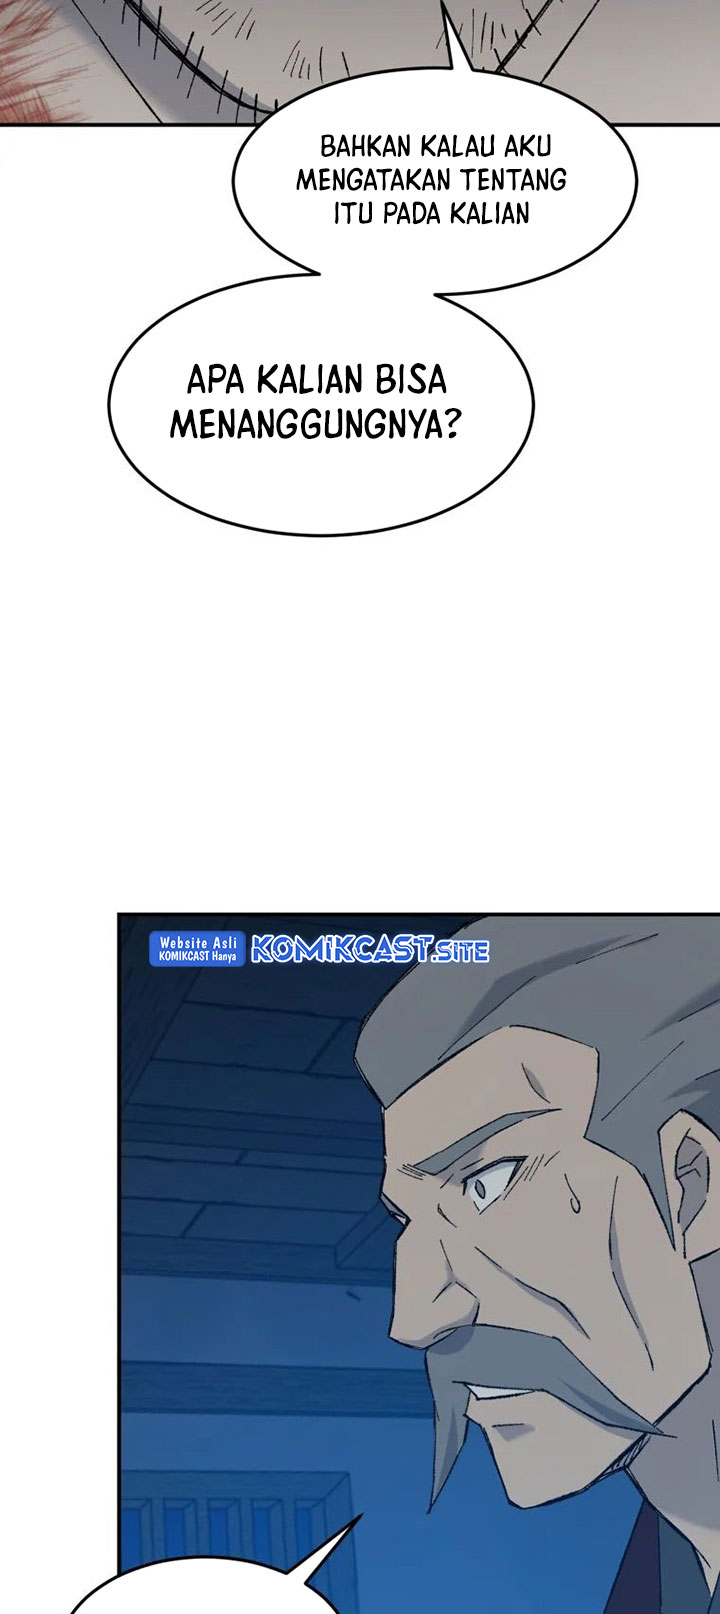 BAHKAN KALAU AKU
MENGATAKAN TENTANG
ITU PADA KALIAN
APA KALIAN BISA
MENANGGUNGNYA?
Website Asli
KOMIKCAST Hanya
KOMIKCAST.SITE